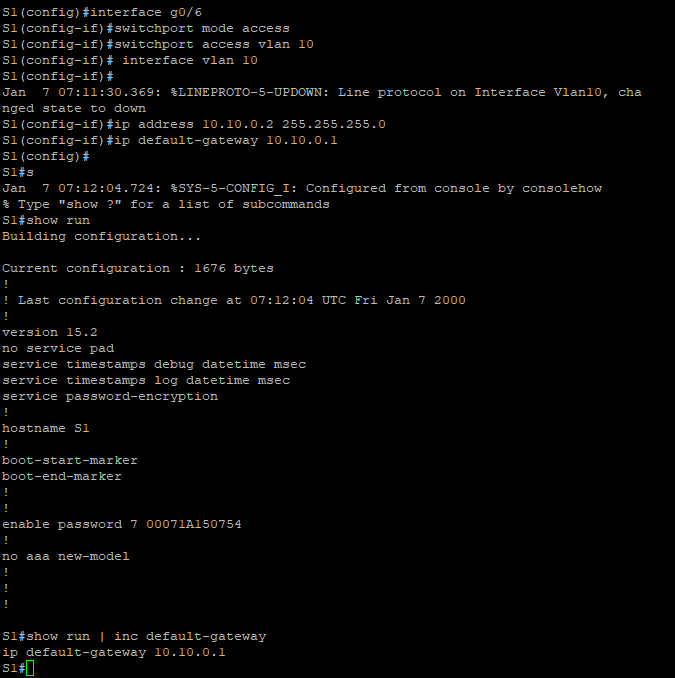 S1(config)#interface g0/6
S1(config-if)#switchport mode access
S1(config-if)#switchport access vlan 10
S1(config-if)# interface vlan 10
S1(config-if)#
Jan  7 07:11:30.369: %LINEPROTO-5-UPDOWN: Line protocol on Interface Vlan10, cha
nged state to down
S1(config-if)#ip address 10.10.0.2 255.255.255.0
S1(config-if)#ip default-gateway 10.10.0.1
S1(config)#
S1#s
Jan  7 07:12:04.724: %SYS-5-CONFIG_I: Configured from console by consolehow
% Type "show ?" for a list of subcommands
S1#show run
Building configuration...

Current configuration : 1676 bytes
!
! Last configuration change at 07:12:04 UTC Fri Jan 7 2000
!
version 15.2
no service pad
service timestamps debug datetime msec
service timestamps log datetime msec
service password-encryption
!
hostname S1
!
boot-start-marker
boot-end-marker
!
!
enable password 7 00071A150754
!
no aaa new-model
!
!
!

S1#show run | inc default-gateway
ip default-gateway 10.10.0.1
S1#